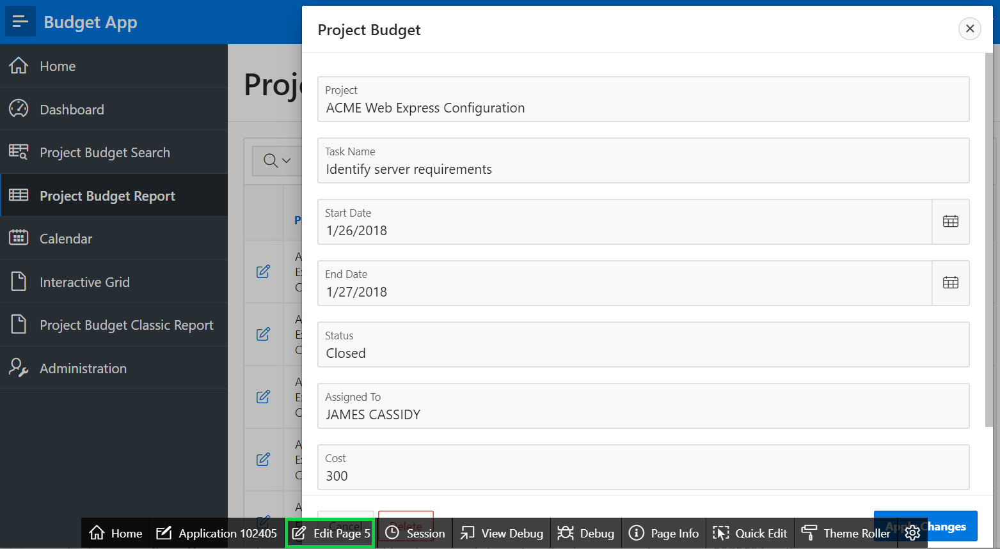 Budget App
Home
Dashboard
Project Budget Search
Project Budget Report
Calendar
Interactive Grid
Project Budget Classic Report
Administration
Proj
P
A
E
C
A
E
C
A
E
C
A
E
C
A
Project Budget
Project
ACME Web Express Configuration
Task Name
Identify server requirements
Start Date
1/26/2018
End Date
1/27/2018
Status
Closed
Assigned To
JAMES CASSIDY
Cost
300
Cancel
Delete
Apply Changes
Home
Application 102405
Edit Page 5
Session
View Debug
Debug
Page Info
Quick Edit
Theme Roller